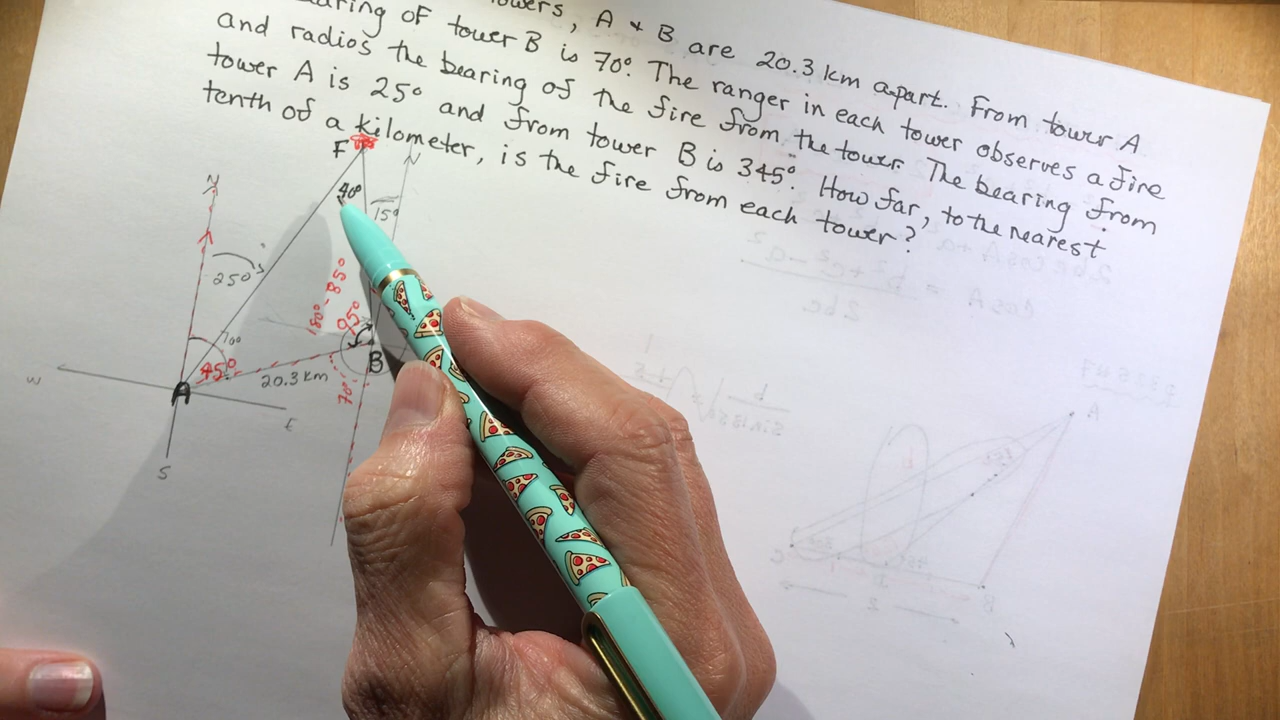 towers, A & B are 20.3 km apart. From tower A
bearing of tower B is 70°. The ranger in each tower observes a fire
and radios the bearing of the fire from the tower. The bearing from
tower A is 25° and from tower B is 345°. How far, to the nearest
tenth of a kilometer, is the fire from each tower?
F
N
N
40°
15°
25°
180°-85°
95°
70°
45°
B
W
A
20.3 km
70°
E
S
A
C
B
2